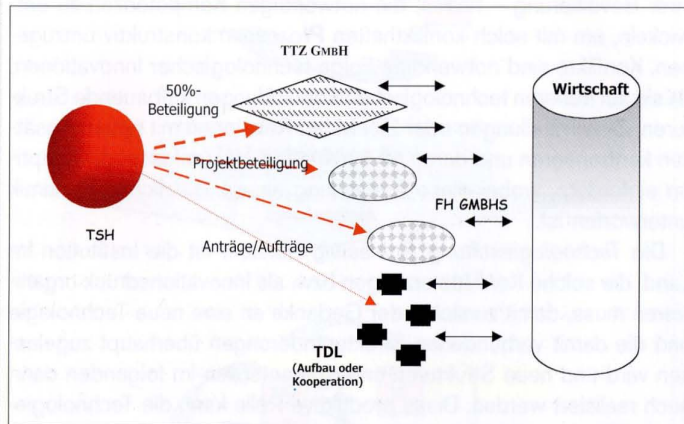 TTZ GMBH
50%-
Beteiligung
Wirtschaft
Projektbeteiligung
FH GMBHS
TSH
Anträge/Aufträge
TDL
(Aufbau oder
Kooperation)